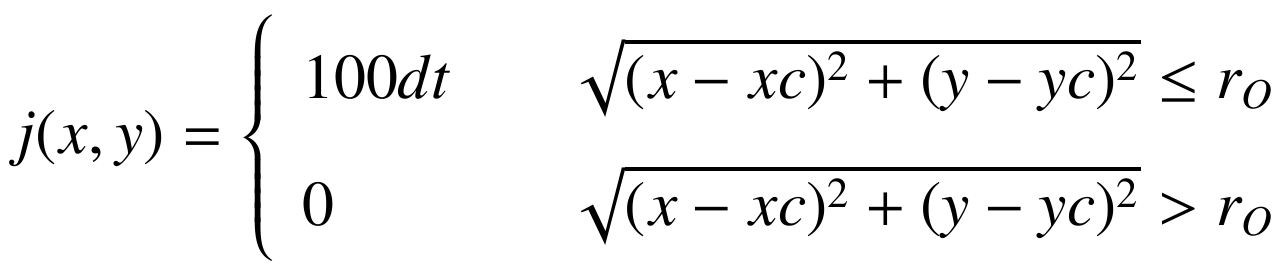 j(x, y) = { 100dt √(x − xc)² + (y − yc)² ≤ r_O
0 √(x − xc)² + (y − yc)² > r_O